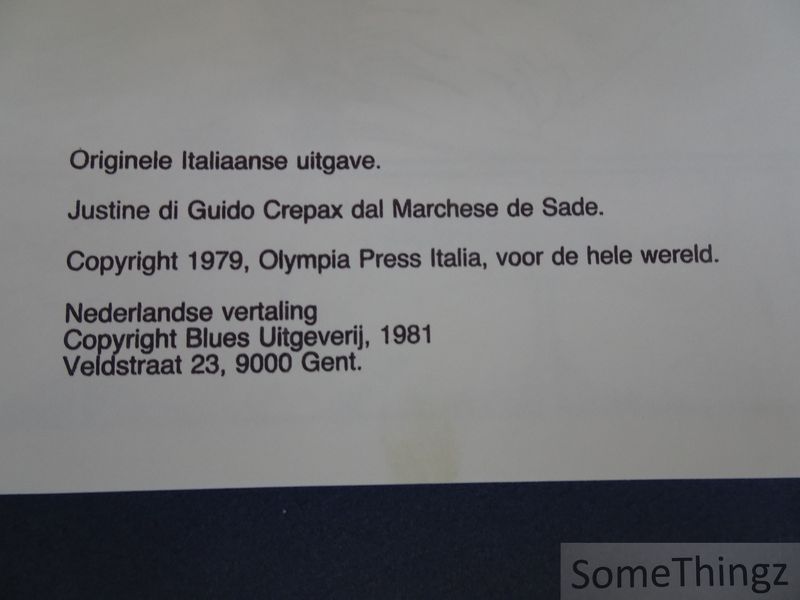 Originele Italiaanse uitgave.
Justine di Guido Crepax dal Marchese de Sade.
Copyright 1979, Olympia Press Italia, voor de hele wereld.
Nederlandse vertaling
Copyright Blues Uitgeverij, 1981
Veldstraat 23, 9000 Gent.
SomeThingz